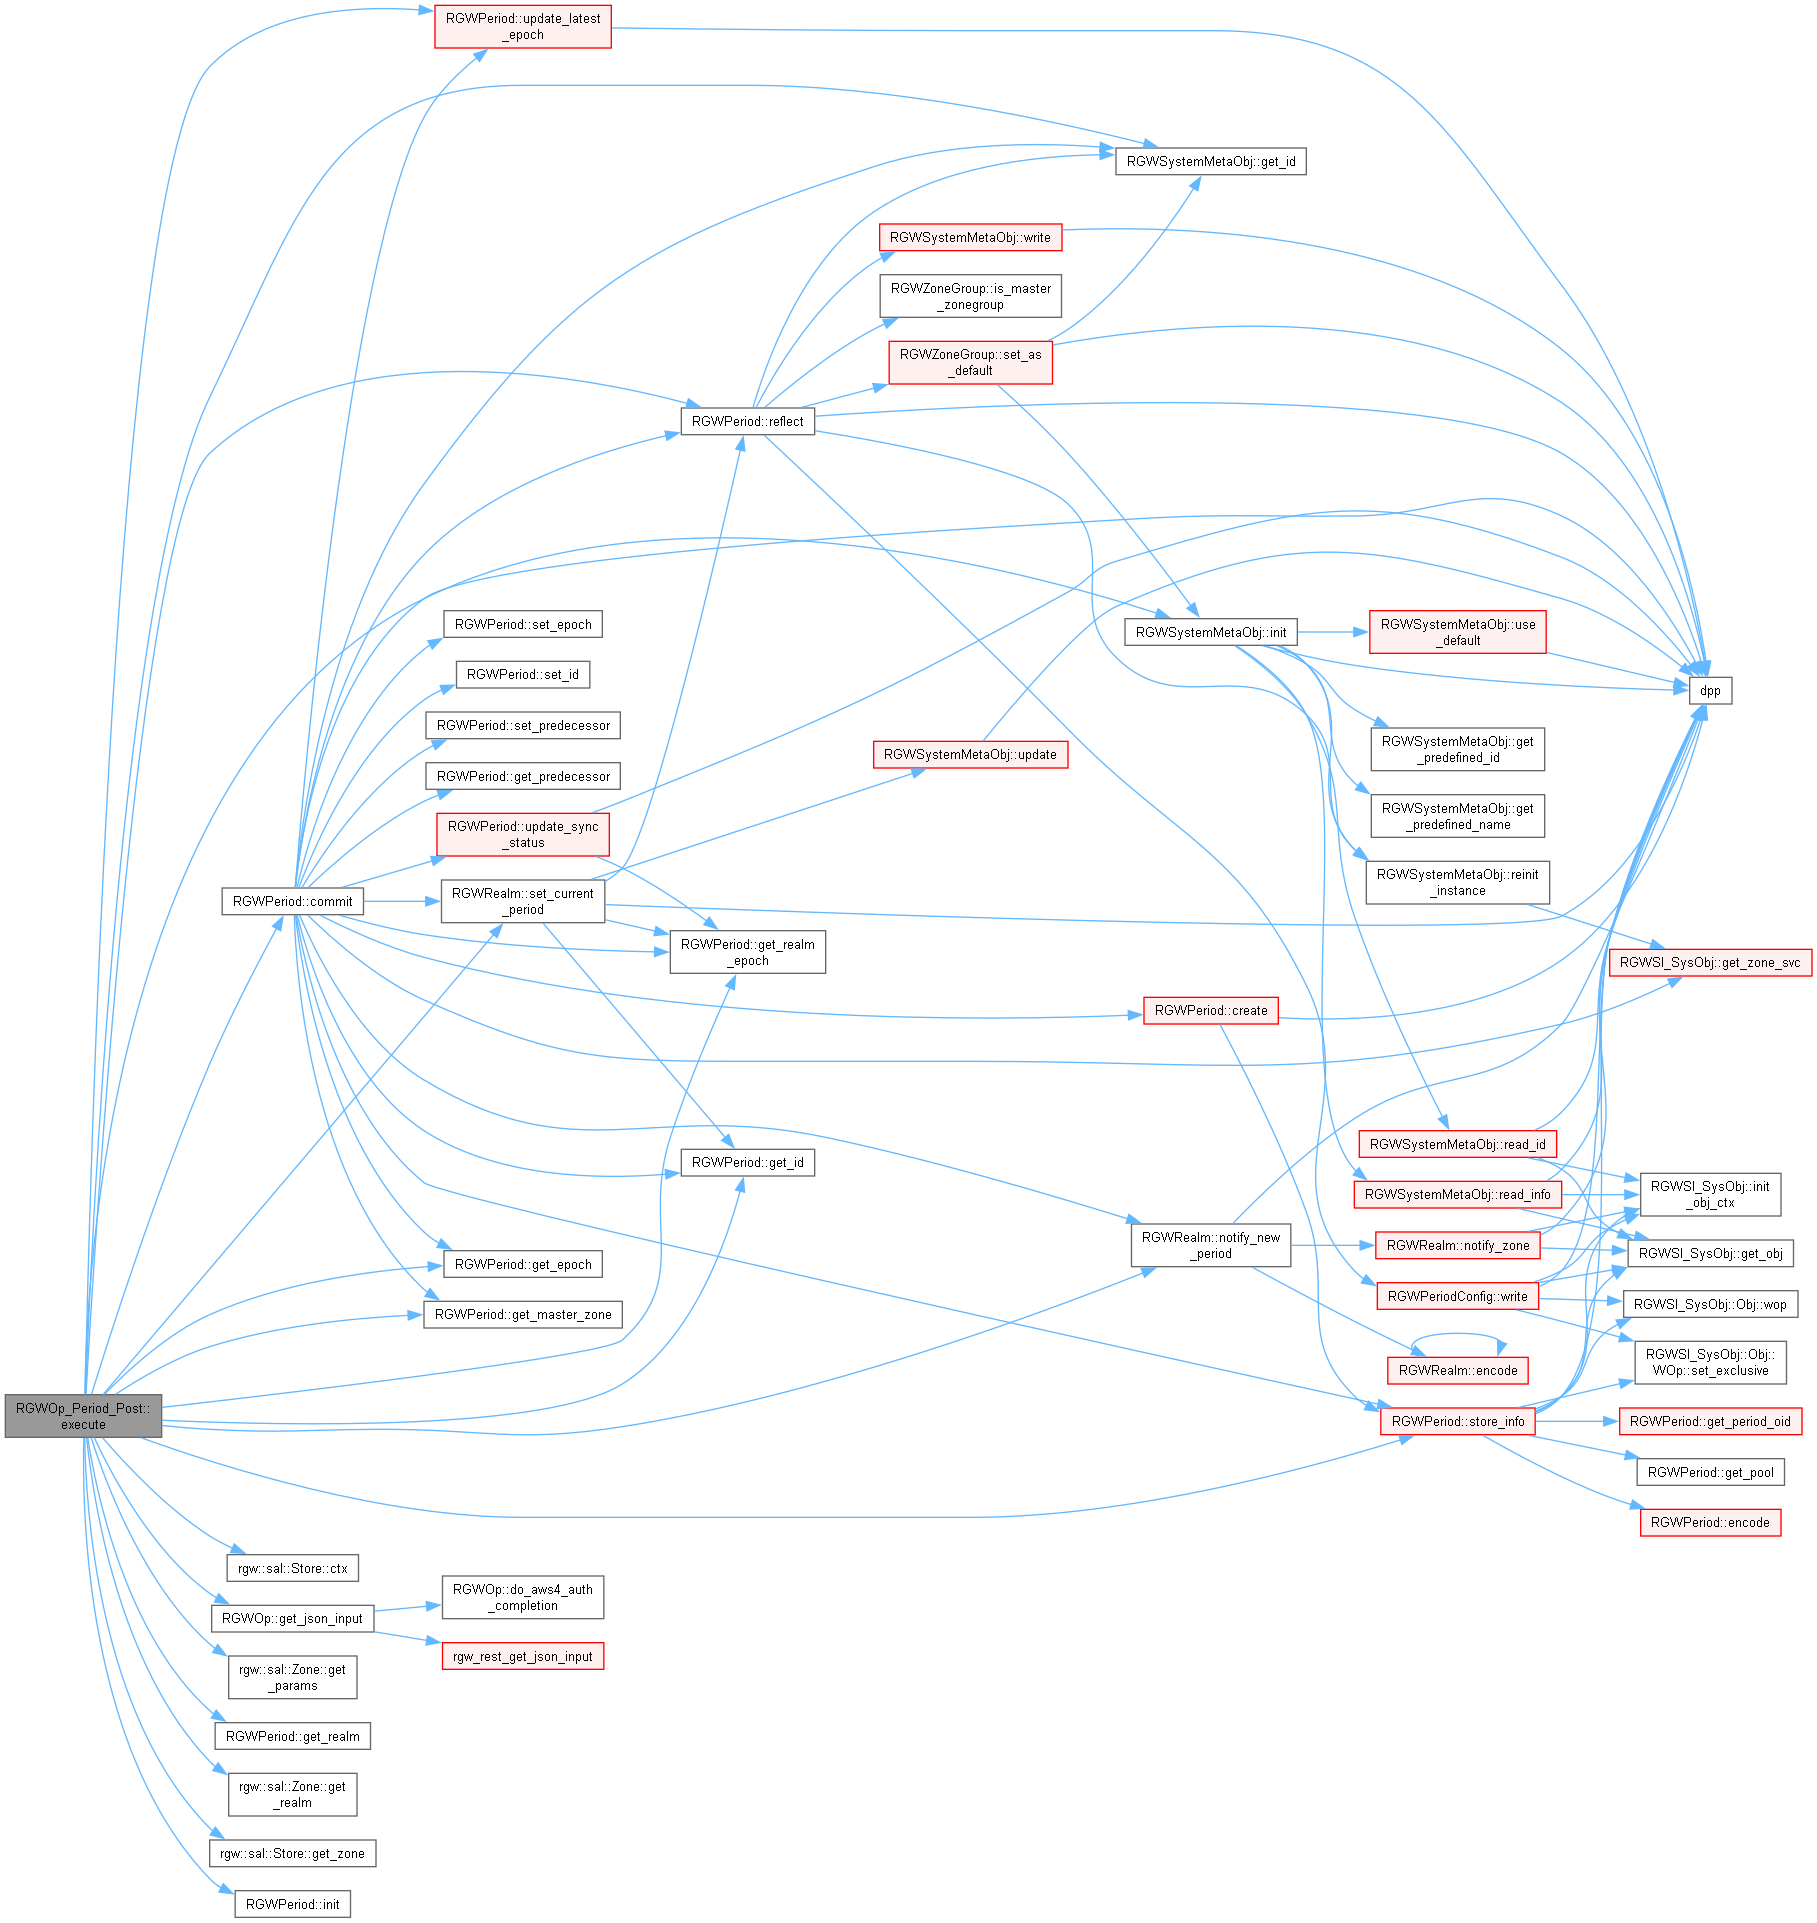 RGWPeriod::update_latest
_epoch
RGWSystemMetaObj::get_id
RGWSystemMetaObj::write
RGWZoneGroup::is_master
_zonegroup
RGWZoneGroup::set_as
_default
RGWPeriod::reflect
RGWPeriod::set_epoch
RGWSystemMetaObj::init
RGWSystemMetaObj::use
_default
RGWPeriod::set_id
dpp
RGWPeriod::set_predecessor
RGWSystemMetaObj::get
_predefined_id
RGWSystemMetaObj::update
RGWPeriod::get_predecessor
RGWSystemMetaObj::get
_predefined_name
RGWPeriod::update_sync
_status
RGWPeriod::commit
RGWRealm::set_current
_period
RGWSystemMetaObj::reinit
_instance
RGWPeriod::get_realm
_epoch
RGWSI_SysObj::get_zone_svc
RGWPeriod::create
RGWSystemMetaObj::read_id
RGWPeriod::get_id
RGWSystemMetaObj::read_info
RGWSI_SysObj::init
_obj_ctx
RGWRealm::notify_new
_period
RGWRealm::notify_zone
RGWSI_SysObj::get_obj
RGWPeriod::get_epoch
RGWPeriodConfig::write
RGWSI_SysObj::Obj::wop
RGWPeriod::get_master_zone
RGWRealm::encode
RGWSI_SysObj::Obj::
WOp::set_exclusive
RGWOp_Period_Post::
execute
RGWPeriod::store_info
RGWPeriod::get_period_oid
RGWPeriod::get_pool
RGWPeriod::encode
rgw::sal::Store::ctx
RGWOp::do_aws4_auth
_completion
RGWOp::get_json_input
rgw_rest_get_json_input
rgw::sal::Zone::get
_params
RGWPeriod::get_realm
rgw::sal::Zone::get
_realm
rgw::sal::Store::get_zone
RGWPeriod::init